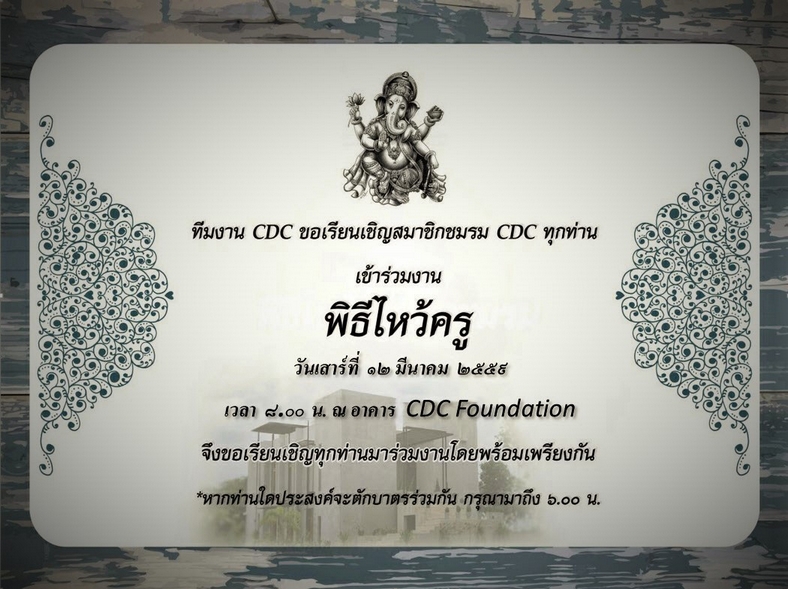 ทีมงาน CDC ขอเรียนเชิญสมาชิกชมรม CDC ทุกท่าน
เข้าร่วมงาน
พิธีไหว้ครู
วันเสาร์ที่ ๑๒ มีนาคม ๒๕๕๙
เวลา ๘.๐๐ น. ณ อาคาร CDC Foundation
จึงขอเรียนเชิญทุกท่านมาร่วมงานโดยพร้อมเพรียงกัน
*หากท่านใดประสงค์จะตักบาตรร่วมกัน กรุณามาถึง ๖.๐๐ น.